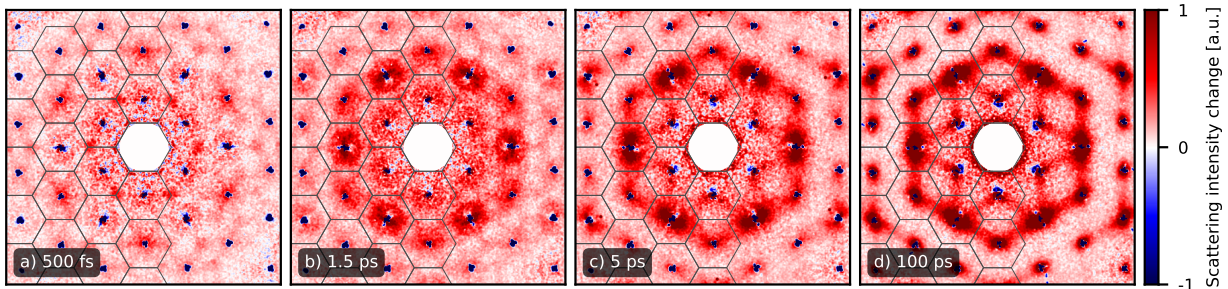 a) 500 fs
b) 1.5 ps
c) 5 ps
d) 100 ps
1
0
-1
Scattering intensity change [a.u.]